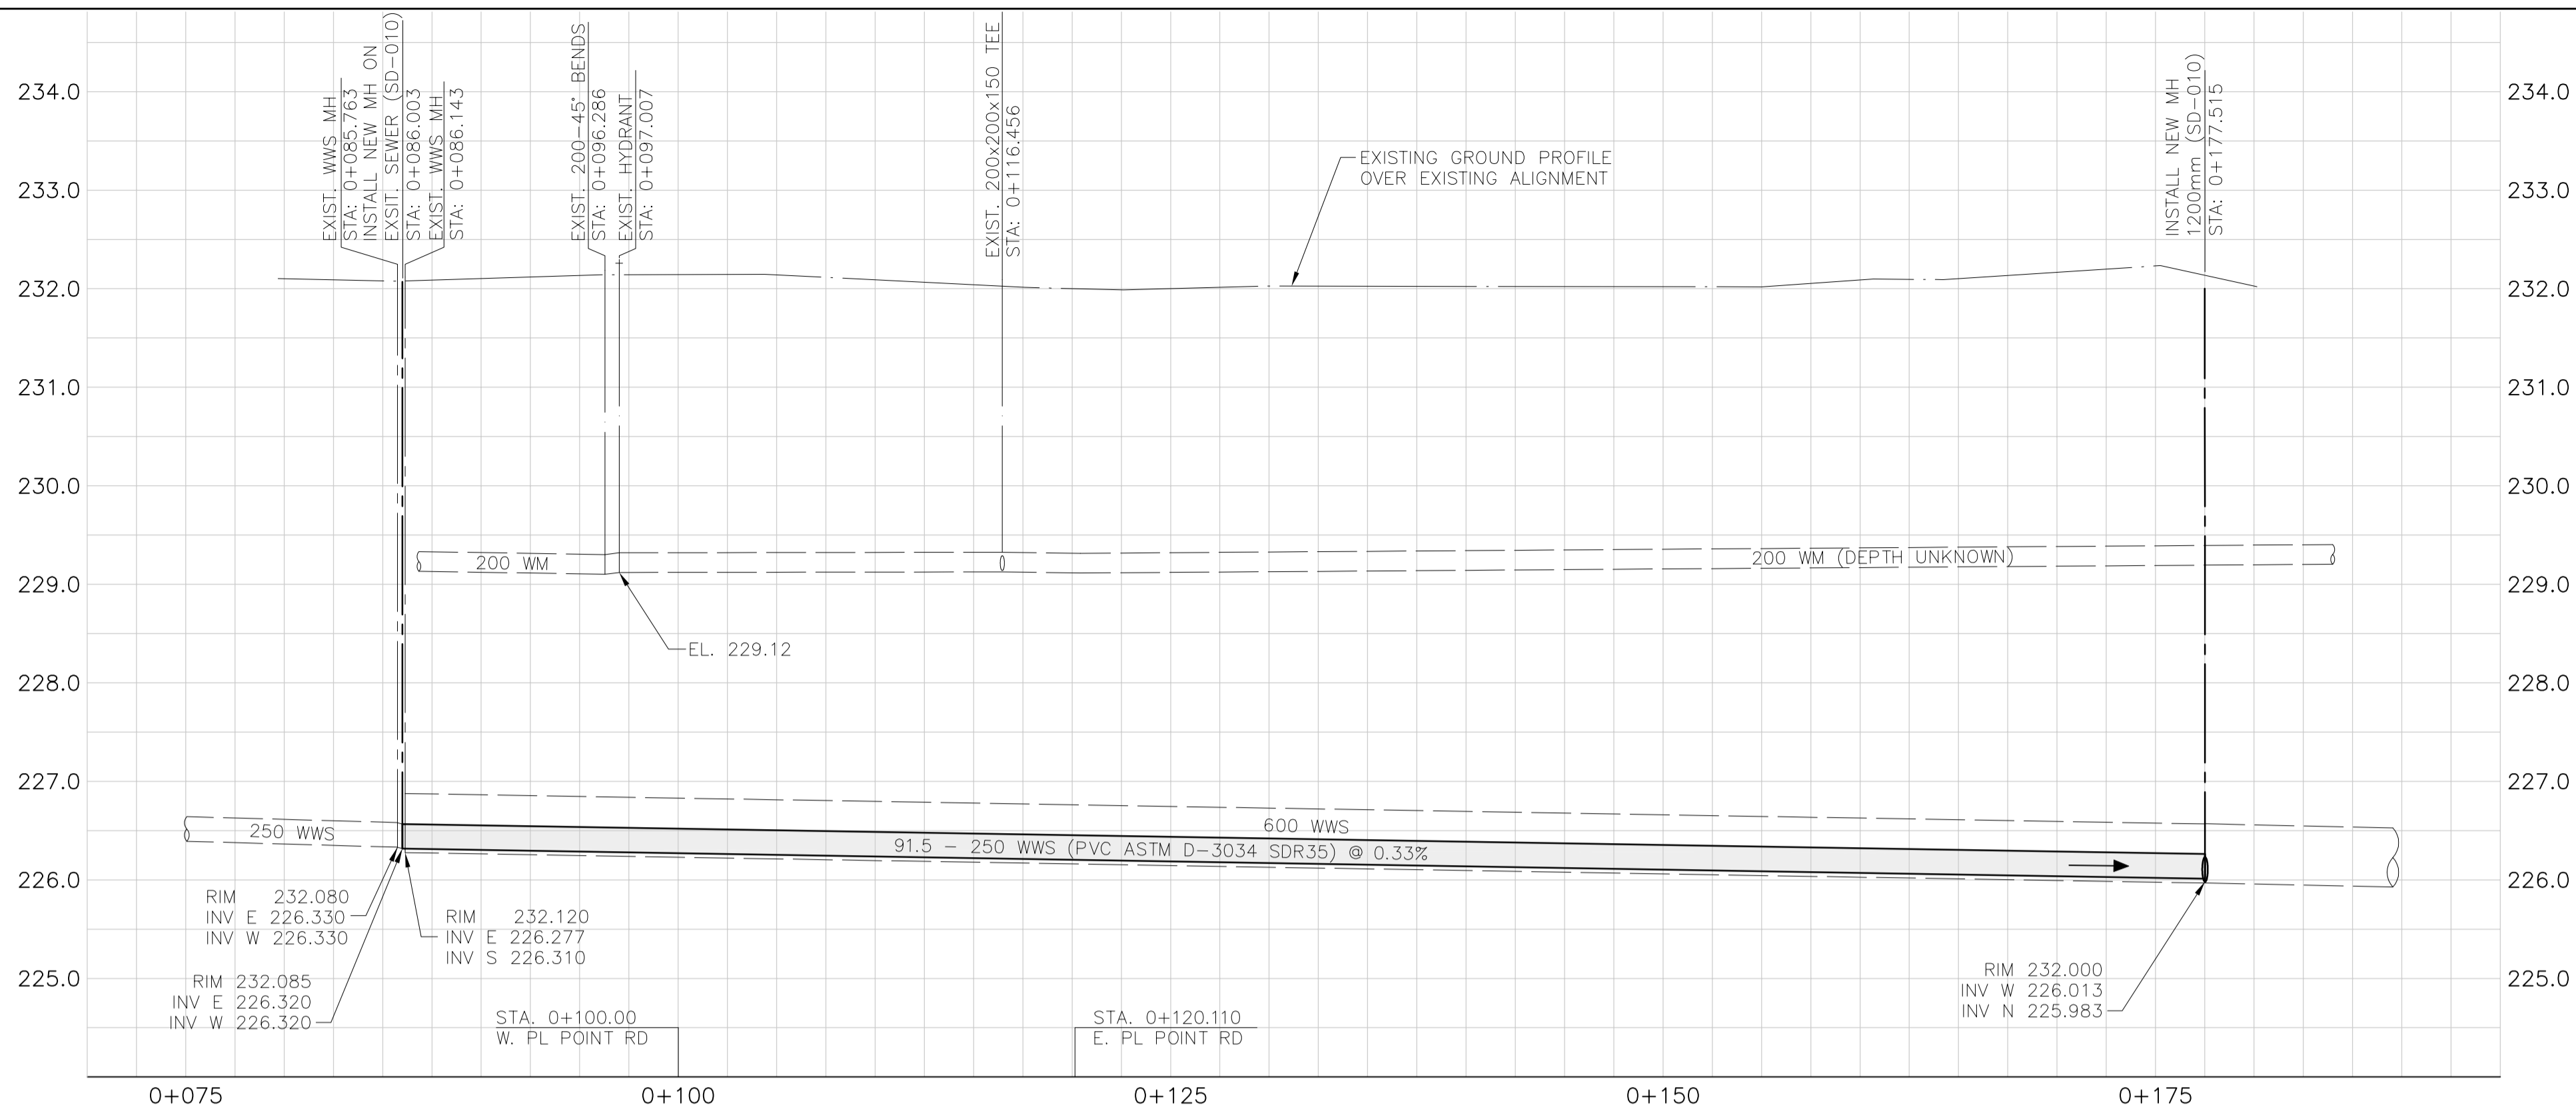 EXIST. WWS MH
STA: 0+085.763
INSTALL NEW MH ON
EXSIT. SEWER (SD-010)
STA: 0+086.003
EXIST. WWS MH
STA: 0+086.143
EXIST. 200-45° BENDS
STA: 0+096.286
EXIST. HYDRANT
STA: 0+097.007
EXIST. 200x200x150 TEE
STA: 0+116.456
INSTALL NEW MH
1200mm (SD-010)
STA: 0+177.515
234.0
234.0
EXISTING GROUND PROFILE
OVER EXISTING ALIGNMENT
233.0
233.0
232.0
232.0
231.0
231.0
230.0
230.0
200 WM
200 WM (DEPTH UNKNOWN)
229.0
229.0
EL. 229.12
228.0
228.0
227.0
227.0
250 WWS
600 WWS
91.5 - 250 WWS (PVC ASTM D-3034 SDR35) @ 0.33%
226.0
226.0
RIM 232.080
INV E 226.330
INV W 226.330
RIM 232.120
INV E 226.277
INV S 226.310
225.0
225.0
RIM 232.085
INV E 226.320
INV W 226.320
RIM 232.000
INV W 226.013
INV N 225.983
STA. 0+100.00
W. PL POINT RD
STA. 0+120.110
E. PL POINT RD
0+075
0+100
0+125
0+150
0+175